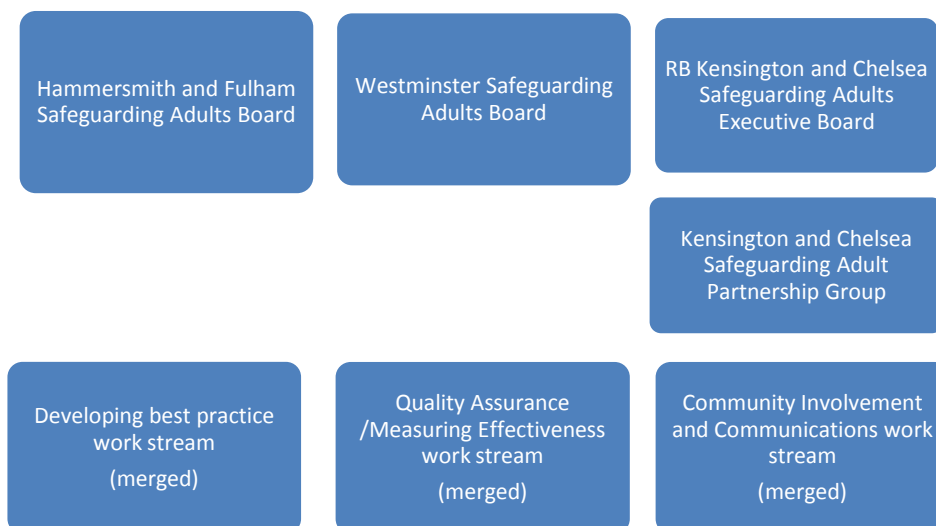 Hammersmith and Fulham
Safeguarding Adults Board
Westminster Safeguarding
Adults Board
RB Kensington and Chelsea
Safeguarding Adults
Executive Board
Kensington and Chelsea
Safeguarding Adult
Partnership Group
Developing best practice
work stream
(merged)
Quality Assurance
/Measuring Effectiveness
work stream
(merged)
Community Involvement
and Communications work
stream
(merged)